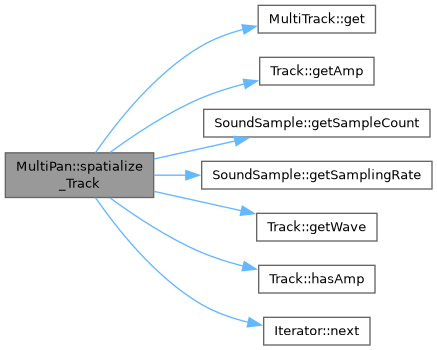 MultiPan::spatialize
_Track
MultiTrack::get
Track::getAmp
SoundSample::getSampleCount
SoundSample::getSamplingRate
Track::getWave
Track::hasAmp
Iterator::next